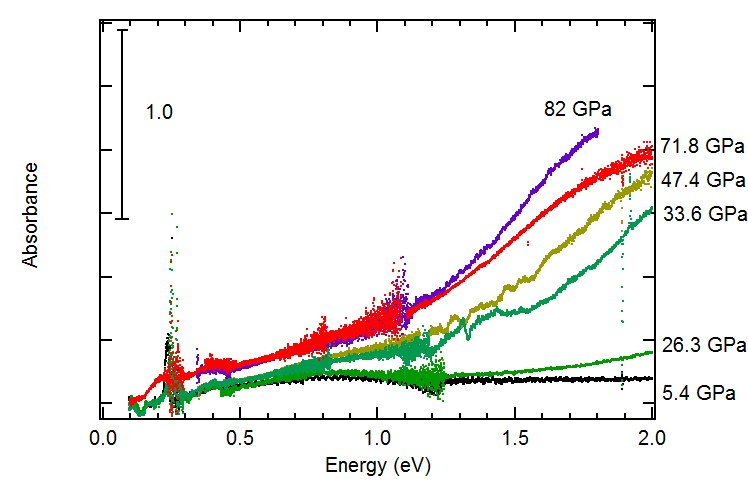 82 GPa
1.0
71.8 GPa
47.4 GPa
33.6 GPa
Absorbance
26.3 GPa
5.4 GPa
0.0 0.5 1.0 1.5 2.0
Energy (eV)